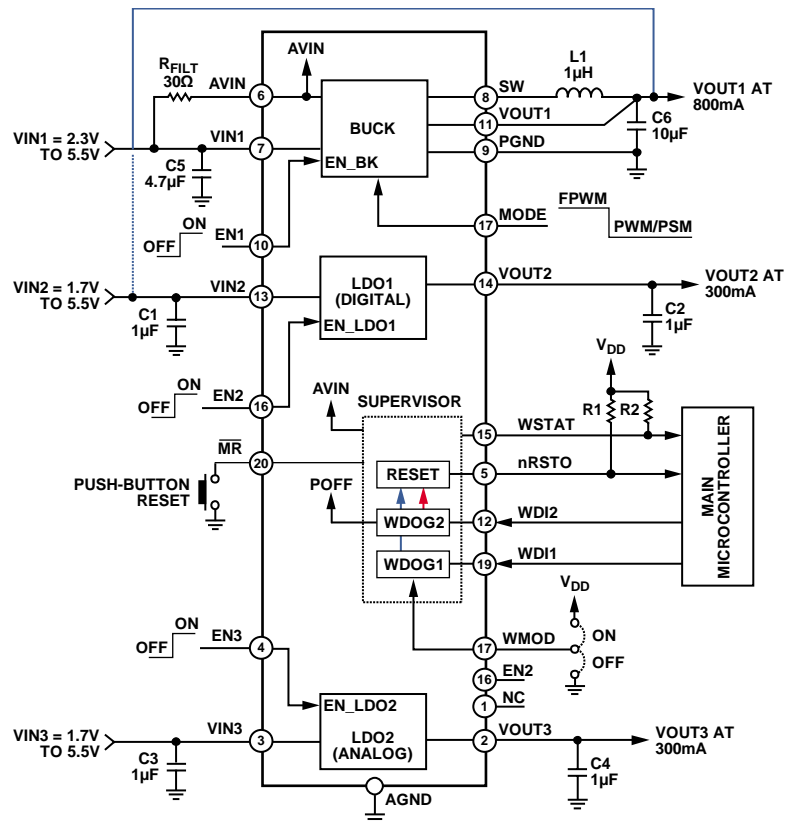 AVIN
R_FILT
30Ω
AVIN
6
BUCK
EN_BK
8
SW
L1
1µH
VOUT1 AT
800mA
11
VOUT1
C6
10µF
9
PGND
VIN1 = 2.3V
TO 5.5V
VIN1
7
C5
4.7µF
ON
OFF
EN1
10
17
MODE
FPWM
PWM/PSM
VIN2 = 1.7V
TO 5.5V
VIN2
13
C1
1µF
LDO1
(DIGITAL)
EN_LDO1
14
VOUT2
VOUT2 AT
300mA
C2
1µF
ON
OFF
EN2
16
AVIN
SUPERVISOR
V_DD
R1
R2
15
WSTAT
MR
20
PUSH-BUTTON
RESET
RESET
5
nRSTO
POFF
WDOG2
12
WDI2
WDOG1
19
WDI1
MAIN
MICROCONTROLLER
V_DD
ON
OFF
17
WMOD
16
EN2
1
NC
ON
OFF
EN3
4
EN_LDO2
LDO2
(ANALOG)
VIN3 = 1.7V
TO 5.5V
VIN3
3
C3
1µF
2
VOUT3
VOUT3 AT
300mA
C4
1µF
AGND